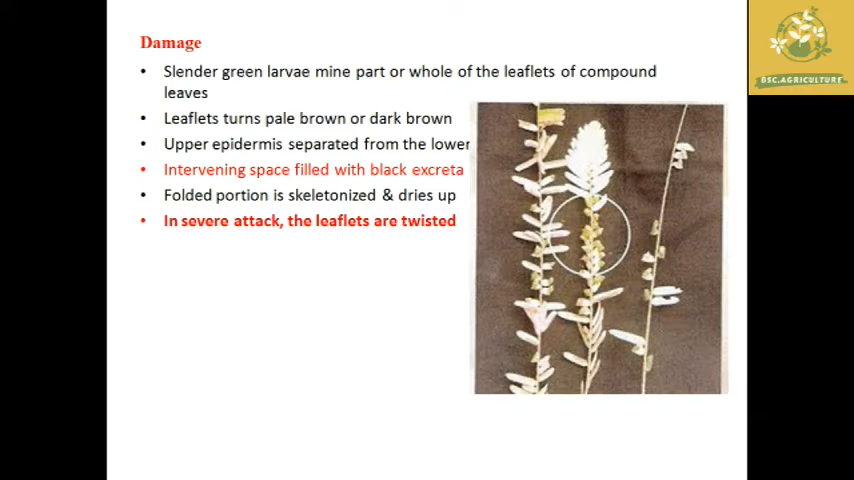 Damage
• Slender green larvae mine part or whole of the leaflets of compound
leaves
• Leaflets turns pale brown or dark brown
• Upper epidermis separated from the lower
• Intervening space filled with black excreta
• Folded portion is skeletonized & dries up
• In severe attack, the leaflets are twisted
BSC.AGRICULTURE